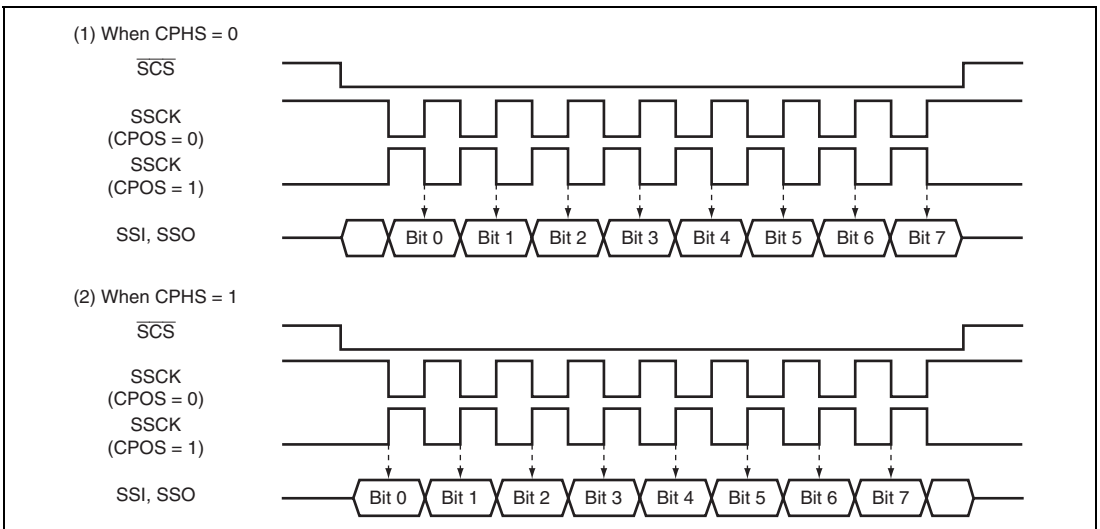 (1) When CPHS = 0
SCS
SSCK
(CPOS = 0)
SSCK
(CPOS = 1)
SSI, SSO
Bit 0 Bit 1 Bit 2 Bit 3 Bit 4 Bit 5 Bit 6 Bit 7
(2) When CPHS = 1
SCS
SSCK
(CPOS = 0)
SSCK
(CPOS = 1)
SSI, SSO
Bit 0 Bit 1 Bit 2 Bit 3 Bit 4 Bit 5 Bit 6 Bit 7